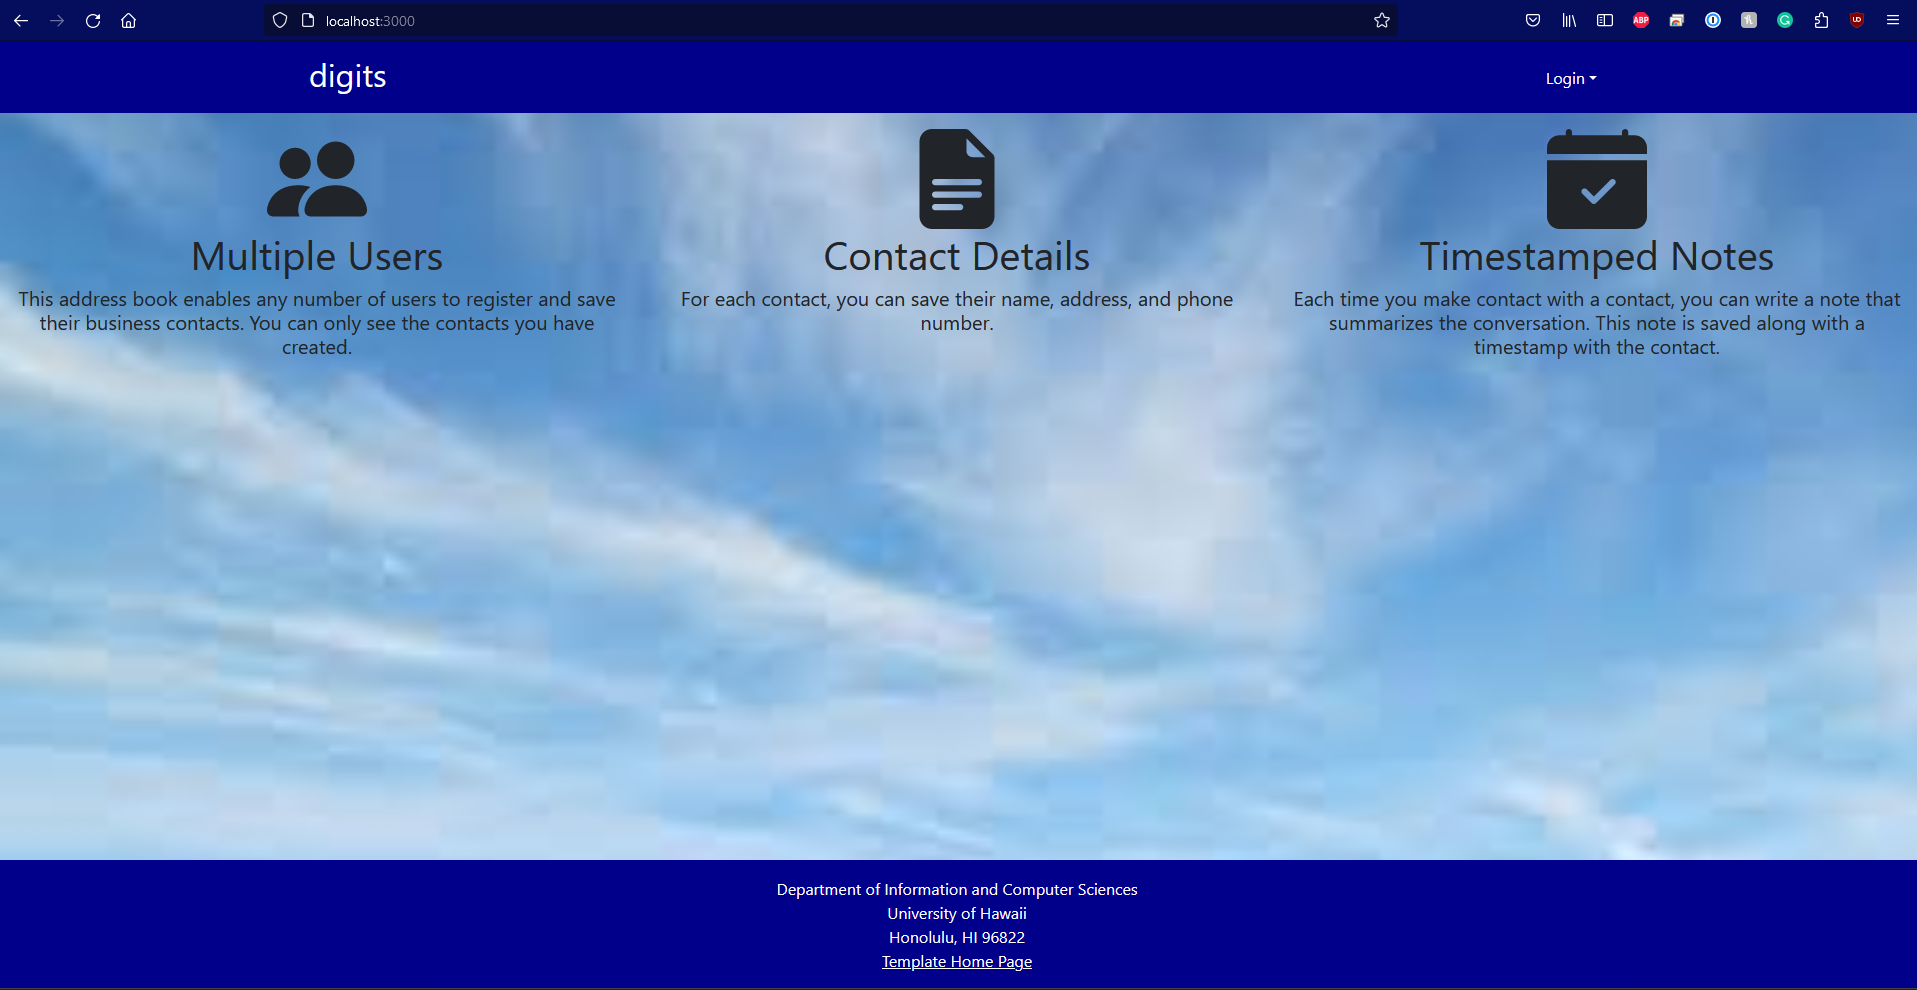 localhost:3000
ABP
UD
digits
Login
Multiple Users
This address book enables any number of users to register and save
their business contacts. You can only see the contacts you have
created.
Contact Details
For each contact, you can save their name, address, and phone
number.
Timestamped Notes
Each time you make contact with a contact, you can write a note that
summarizes the conversation. This note is saved along with a
timestamp with the contact.
Department of Information and Computer Sciences
University of Hawaii
Honolulu, HI 96822
Template Home Page